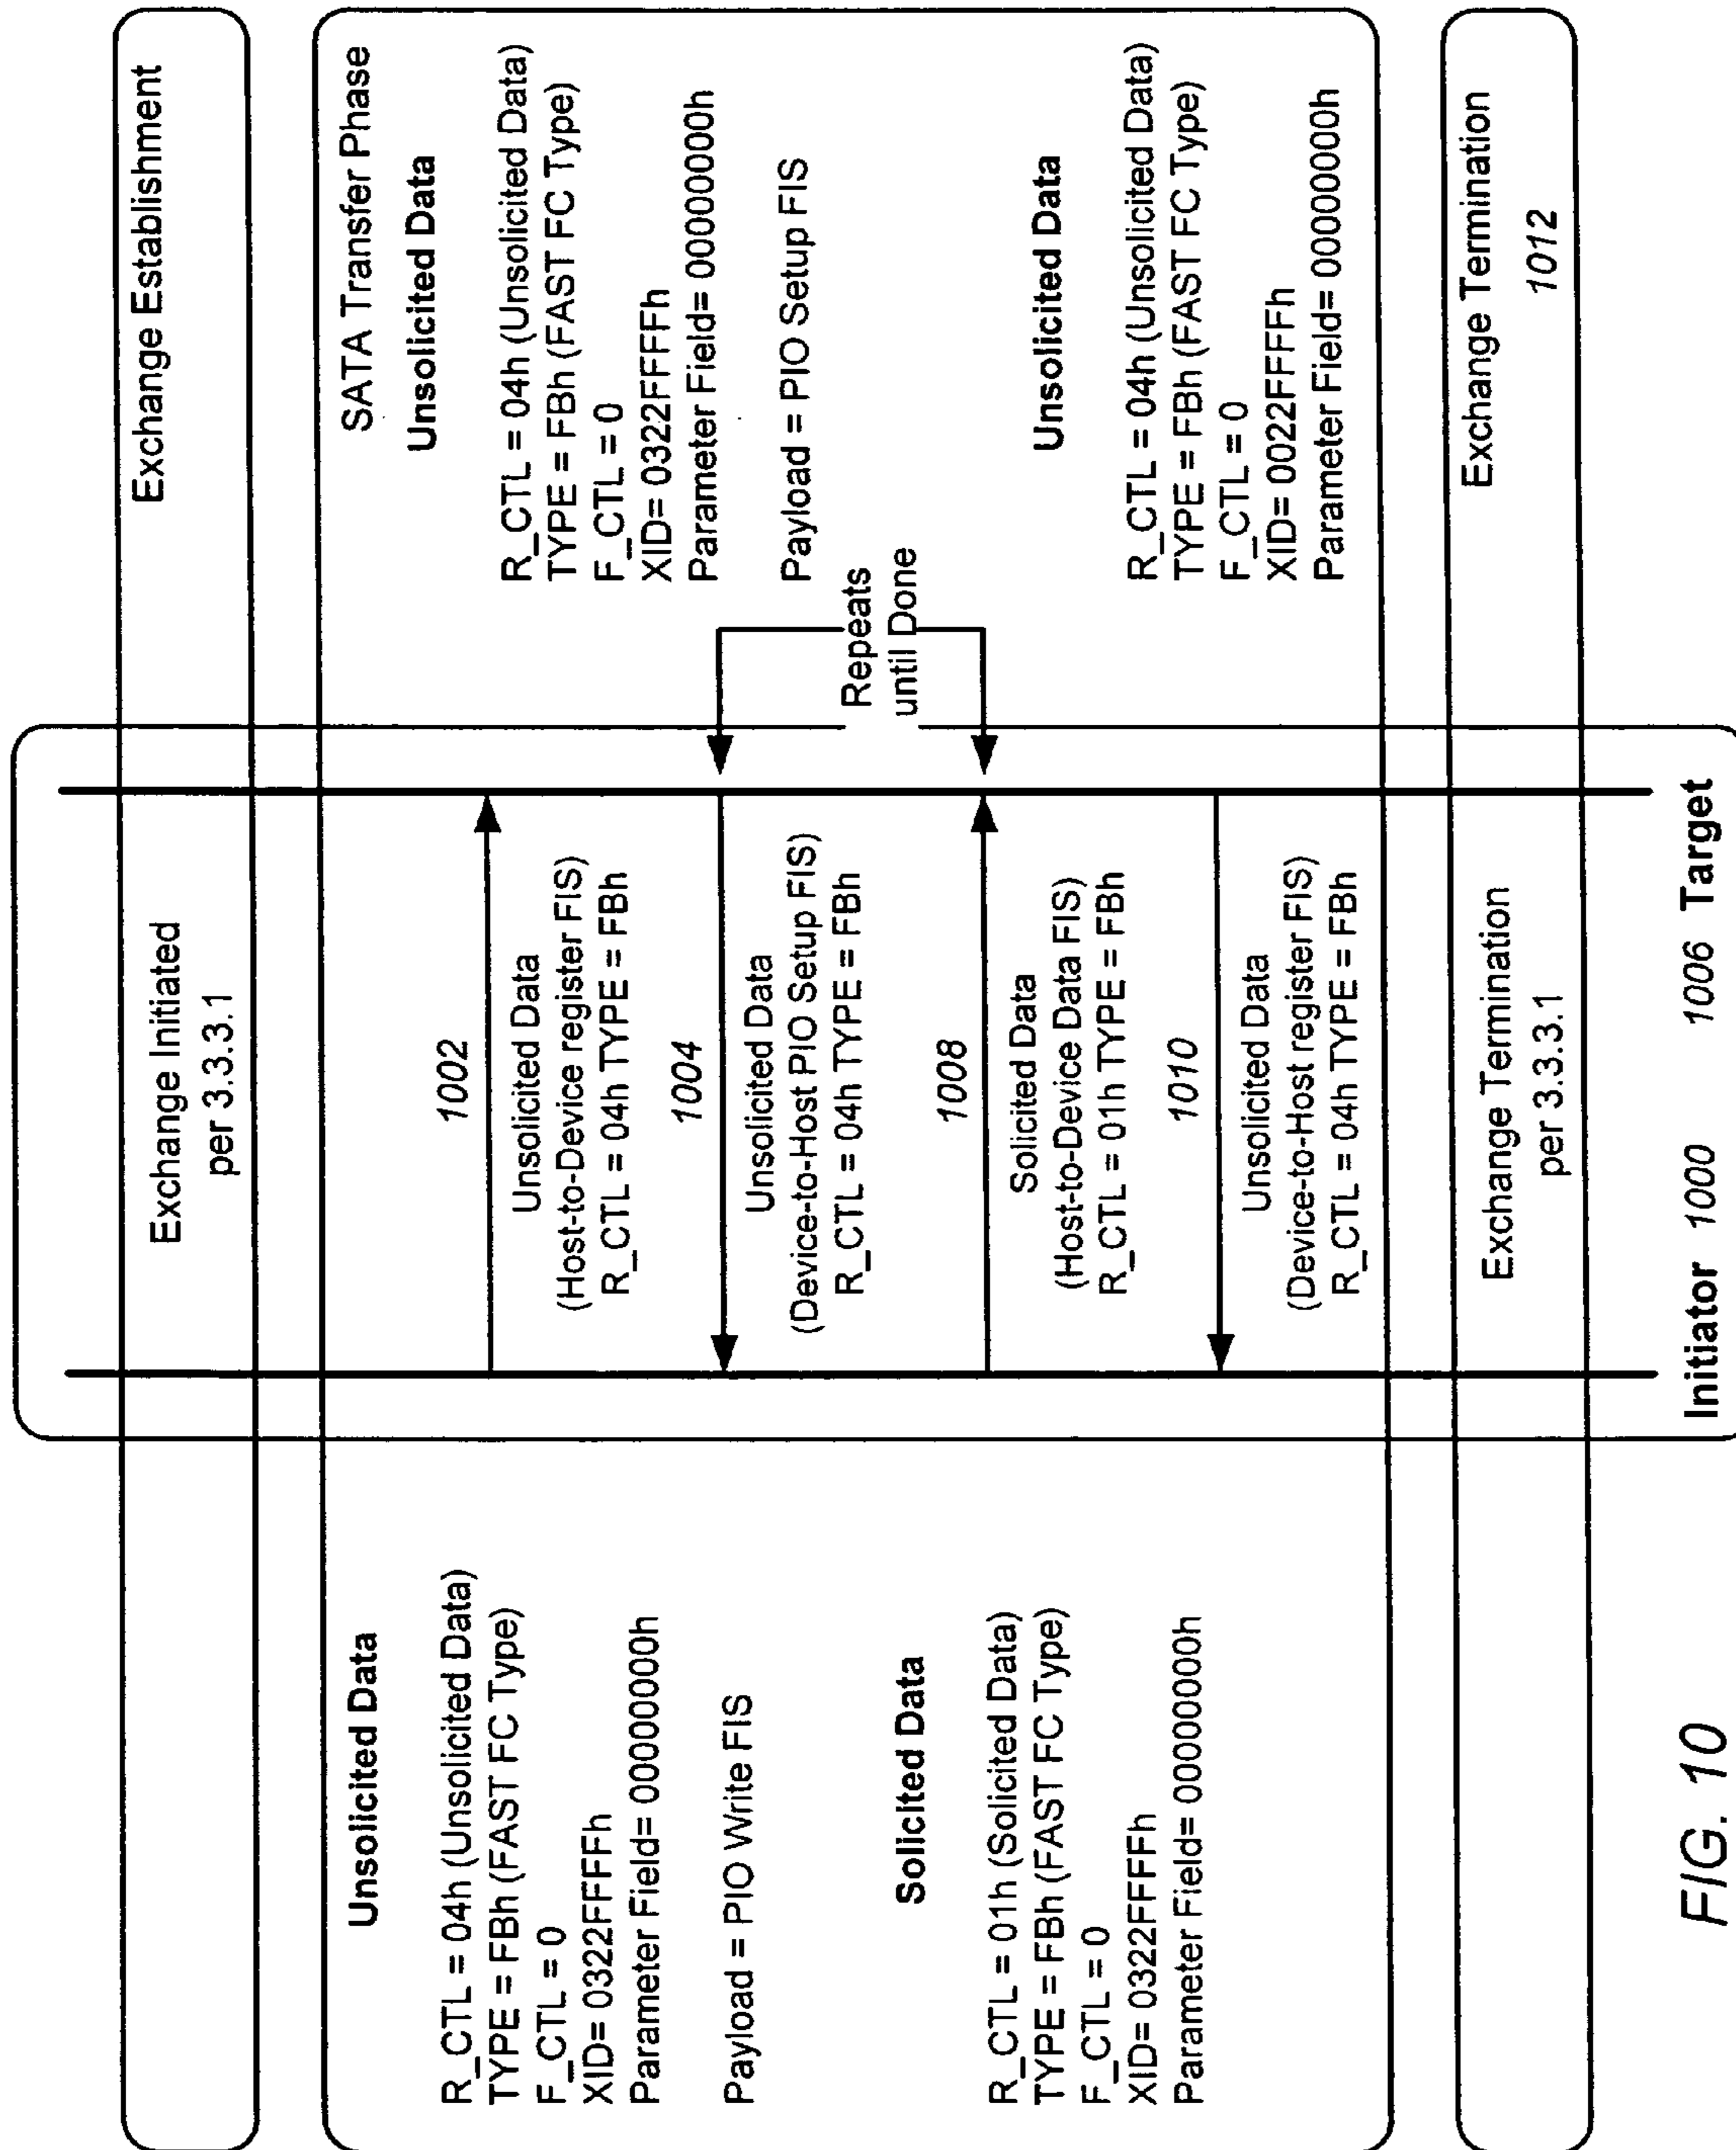 Exchange Initiated
per 3.3.3.1
Exchange Establishment
SATA Transfer Phase
Unsolicited Data
R_CTL = 04h (Unsolicited Data)
TYPE = FBh (FAST FC Type)
F_CTL = 0
XID= 0322FFFFh
Parameter Field= 00000000h
Payload = PIO Write FIS
Solicited Data
R_CTL = 01h (Solicited Data)
TYPE = FBh (FAST FC Type)
F_CTL = 0
XID= 0322FFFFh
Parameter Field= 00000000h
1002
Unsolicited Data
(Host-to-Device register FIS)
R_CTL = 04h TYPE = FBh
1004
Unsolicited Data
(Device-to-Host PIO Setup FIS)
R_CTL = 04h TYPE = FBh
1008
Solicited Data
(Host-to-Device Data FIS)
R_CTL = 01h TYPE = FBh
1010
Unsolicited Data
(Device-to-Host register FIS)
R_CTL = 04h TYPE = FBh
Repeats
until Done
Unsolicited Data
R_CTL = 04h (Unsolicited Data)
TYPE = FBh (FAST FC Type)
F_CTL = 0
XID= 0322FFFFh
Parameter Field= 00000000h
Payload = PIO Setup FIS
Unsolicited Data
R_CTL = 04h (Unsolicited Data)
TYPE = FBh (FAST FC Type)
F_CTL = 0
XID= 0022FFFFh
Parameter Field= 00000000h
Exchange Termination
per 3.3.3.1
Exchange Termination
1012
Initiator 1000
1006 Target
FIG. 10